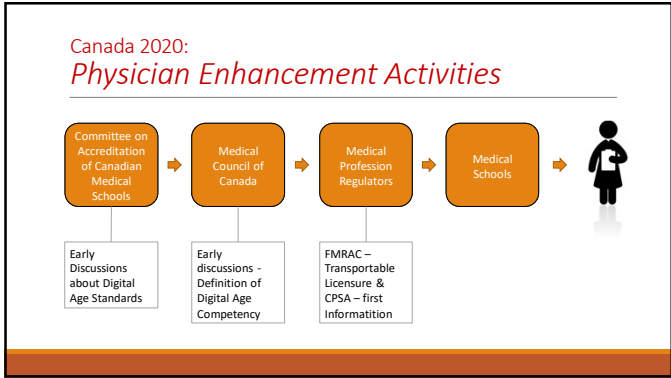 Canada 2020:
Physician Enhancement Activities
Committee on
Accreditation
of Canadian
Medical
Schools
Medical
Council of
Canada
Medical
Profession
Regulators
Medical
Schools
Early
Discussions
about Digital
Age Standards
Early
discussions -
Definition of
Digital Age
Competency
FMRAC –
Transportable
Licensure &
CPSA – first
Informatition